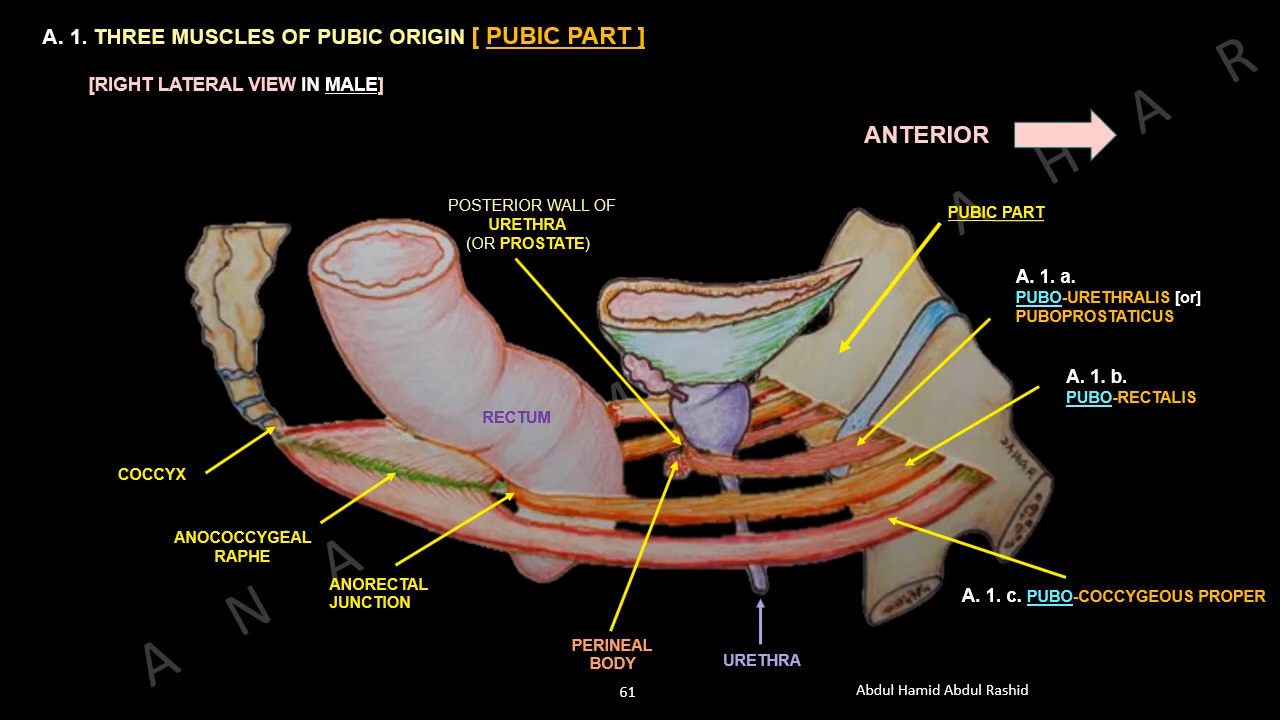 A. 1. THREE MUSCLES OF PUBIC ORIGIN [ PUBIC PART ]
[RIGHT LATERAL VIEW IN MALE]
ANTERIOR
POSTERIOR WALL OF
URETHRA
(OR PROSTATE)
PUBIC PART
A. 1. a.
PUBO-URETHRALIS [or]
PUBOPROSTATICUS
A. 1. b.
PUBO-RECTALIS
RECTUM
COCCYX
ANOCOCCYGEAL
RAPHE
ANORECTAL
JUNCTION
A. 1. c. PUBO-COCCYGEOUS PROPER
PERINEAL
BODY
URETHRA
61
Abdul Hamid Abdul Rashid